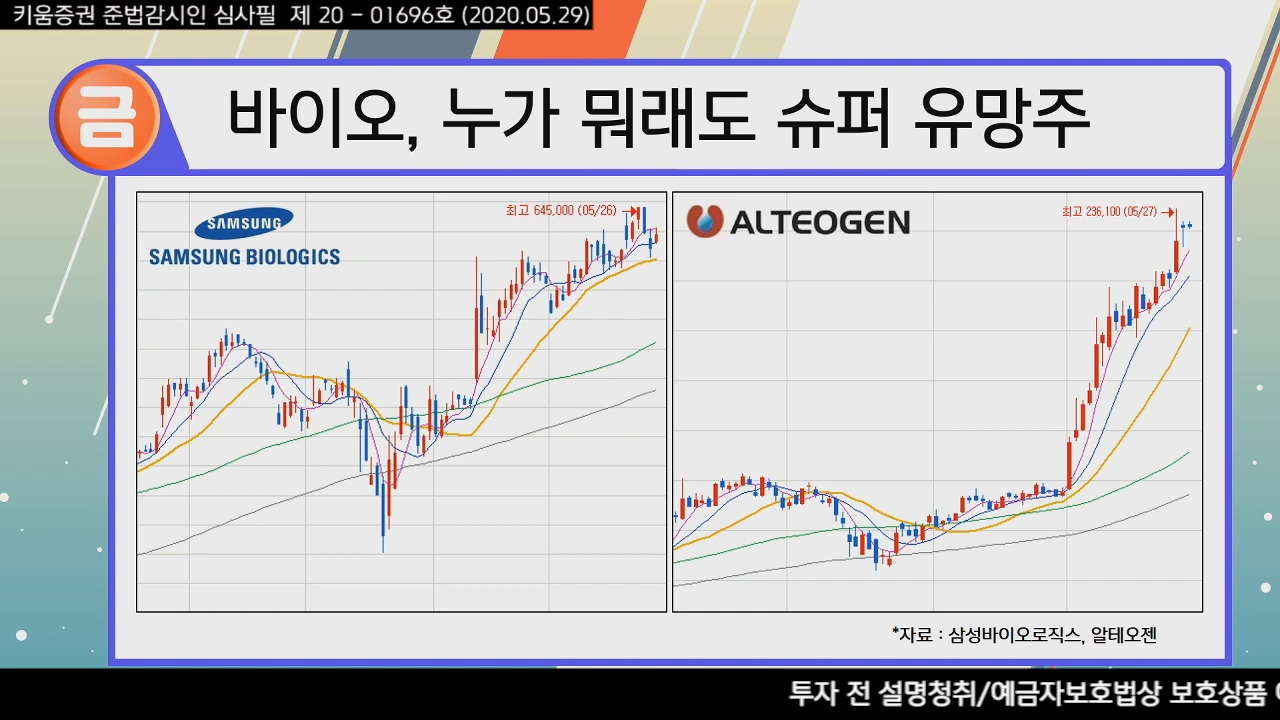 키움증권 준법감시인 심사필 제 20 - 01696호 (2020.05.29)
금
바이오, 누가 뭐래도 슈퍼 유망주
SAMSUNG
SAMSUNG BIOLOGICS
최고 645,000 (05/26)
ALTEOGEN
최고 236,100 (05/27)
*자료 : 삼성바이오로직스, 알테오젠
투자 전 설명청취/예금자보호법상 보호상품